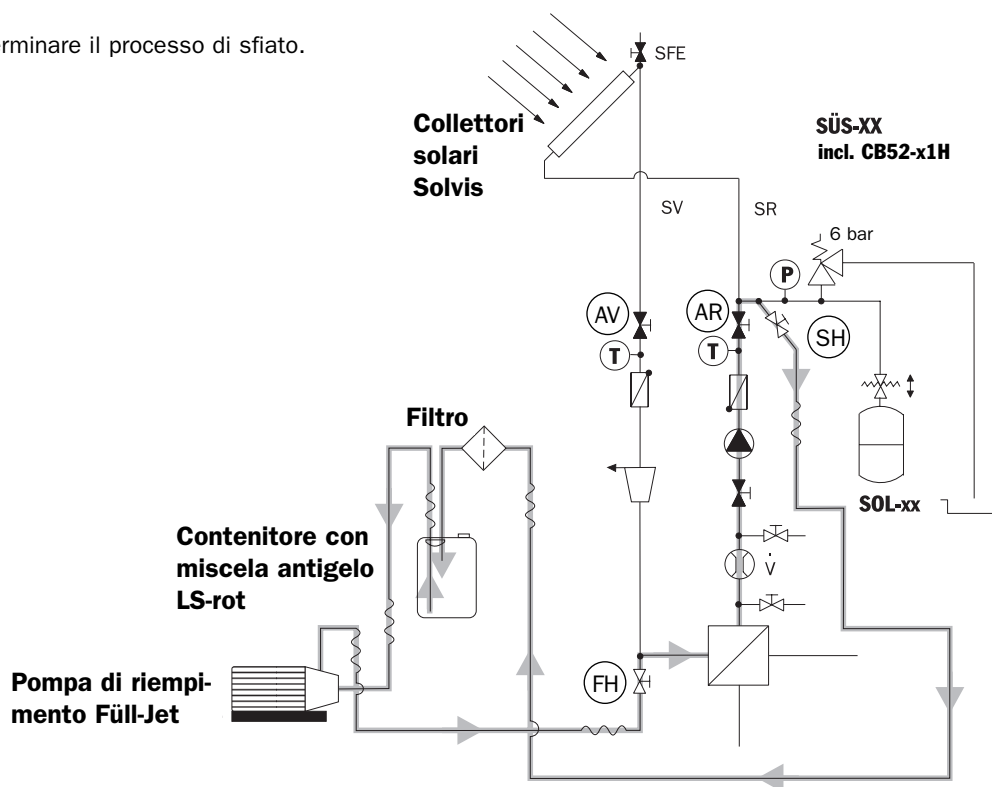 erminare il processo di sfiato.
SFE
Collettori
solari
Solvis
SÜS-XX
incl. CB52-x1H
SV
SR
6 bar
P
AV
AR
SH
T
T
Filtro
SOL-xx
Contenitore con
miscela antigelo
LS-rot
V̇
Pompa di riempi-
mento Füll-Jet
FH